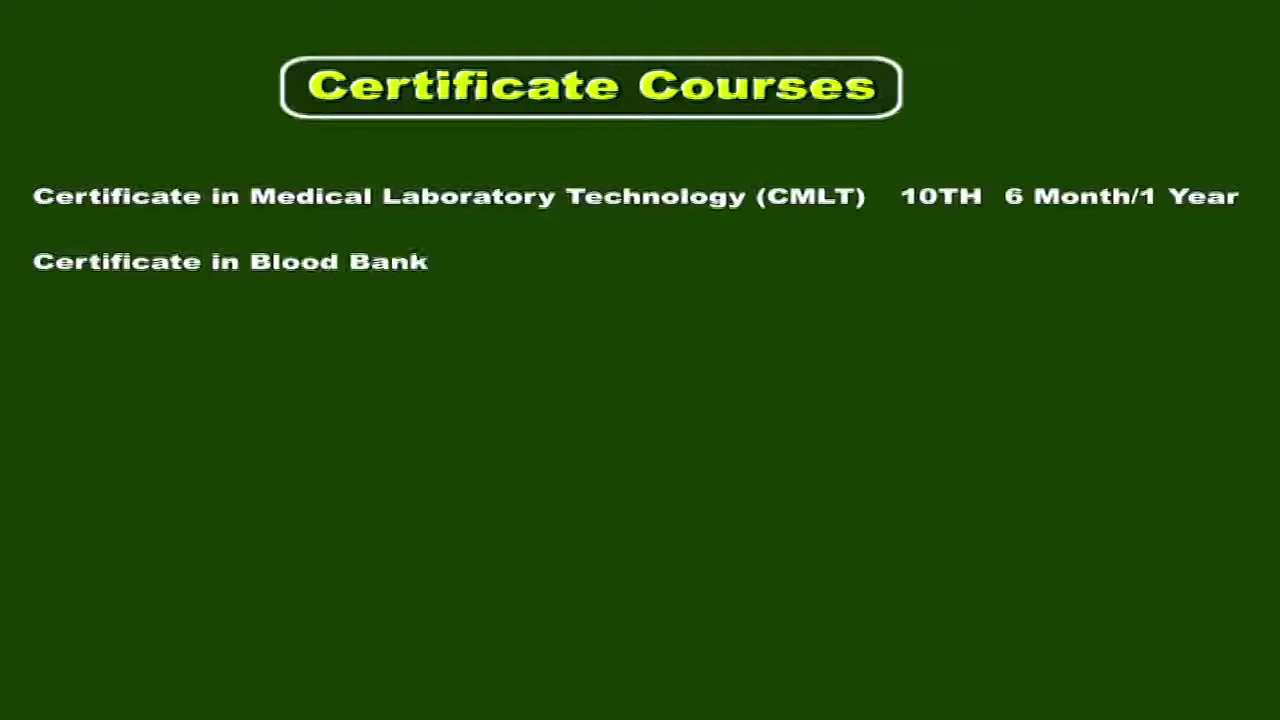 Certificate Courses
Certificate in Medical Laboratory Technology (CMLT) 10TH 6 Month/1 Year
Certificate in Blood Bank